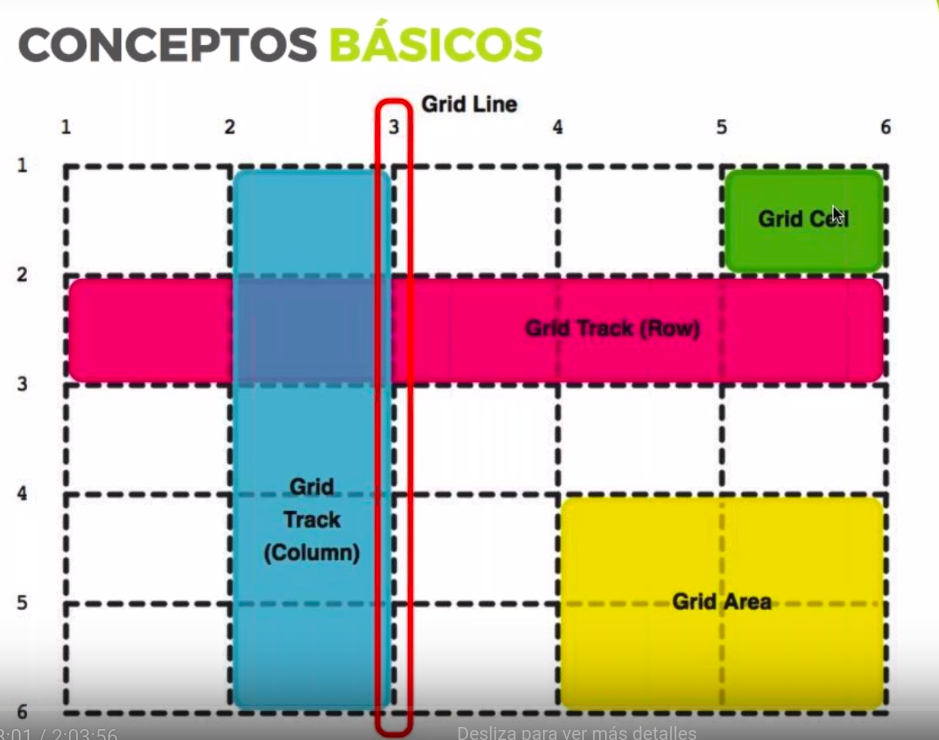 CONCEPTOS BÁSICOS
Grid Line
1 2 3 4 5 6
1
Grid Cell
2
Grid Track (Row)
3
4
Grid
Track
(Column)
5
Grid Area
6
3:01 / 2:03:56
Desliza para ver más detalles